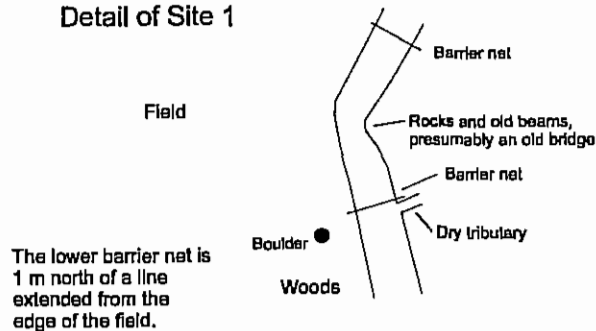 Detail of Site 1
Barrier net
Field
Rocks and old beams,
presumably an old bridge
Barrier net
Dry tributary
Boulder
The lower barrier net is
1 m north of a line
extended from the
edge of the field.
Woods